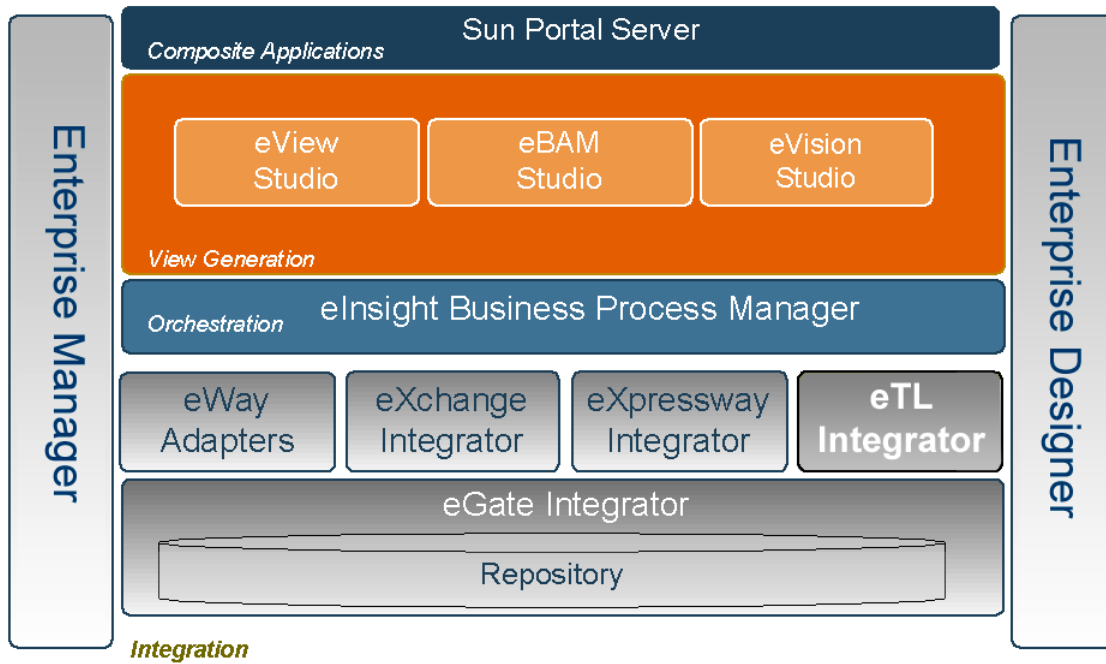 Enterprise Manager
Sun Portal Server
Composite Applications
eView
Studio
eBAM
Studio
eVision
Studio
View Generation
eInsight Business Process Manager
Orchestration
eWay
Adapters
eXchange
Integrator
eXpressway
Integrator
eTL
Integrator
eGate Integrator
Repository
Integration
Enterprise Designer